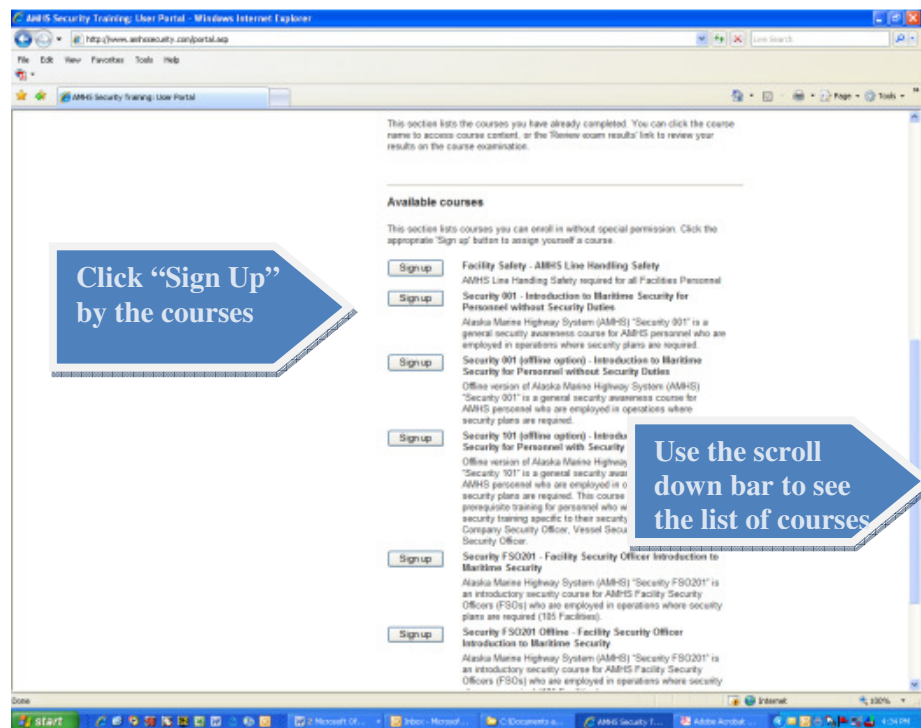 AMHS Security Training: User Portal - Windows Internet Explorer
http://www.amhssecurity.com/portal.asp
Live Search
File Edit View Favorites Tools Help
AMHS Security Training: User Portal
Page Tools
This section lists the courses you have already completed. You can click the course
name to access course content, or the 'Review exam results' link to review your
results on the course examination.
Available courses
This section lists courses you can enroll in without special permission. Click the
appropriate 'Sign up' button to assign yourself a course.
Sign up Facility Safety - AMHS Line Handling Safety
AMHS Line Handling Safety required for all Facilities Personnel
Sign up Security 001 - Introduction to Maritime Security for
Personnel without Security Duties
Alaska Marine Highway System (AMHS) "Security 001" is a
general security awareness course for AMHS personnel who are
employed in operations where security plans are required.
Sign up Security 001 (offline option) - Introduction to Maritime
Security for Personnel without Security Duties
Offline version of Alaska Marine Highway System (AMHS)
"Security 001" is a general security awareness course for
AMHS personnel who are employed in operations where
security plans are required.
Sign up Security 101 (offline option) -
Security for Personnel with Security
Offline version of Alaska Marine Highway
"Security 101" is a general security
AMHS personnel who are employed in
security plans are required. This course
prerequisite training for personnel who
security training specific to their security
Company Security Officer, Vessel
Security Officer.
Sign up Security FSO201 - Facility Security Officer Introduction to
Maritime Security
Alaska Marine Highway System (AMHS) "Security FSO201" is
an introductory security course for AMHS Facility Security
Officers (FSOs) who are employed in operations where security
plans are required (105 Facilities).
Sign up Security FSO201 Offline - Facility Security Officer
Introduction to Maritime Security
Alaska Marine Highway System (AMHS) "Security FSO201" is
an introductory security course for AMHS Facility Security
Officers (FSOs) who are employed in operations where security
Click “Sign Up”
by the courses
Use the scroll
down bar to see
the list of courses
Done Internet 100%
start 2 Microsoft Of... Inbox - Microsof... C:\Documents a... AMHS Security T... Adobe Acrobat ... 4:34 PM